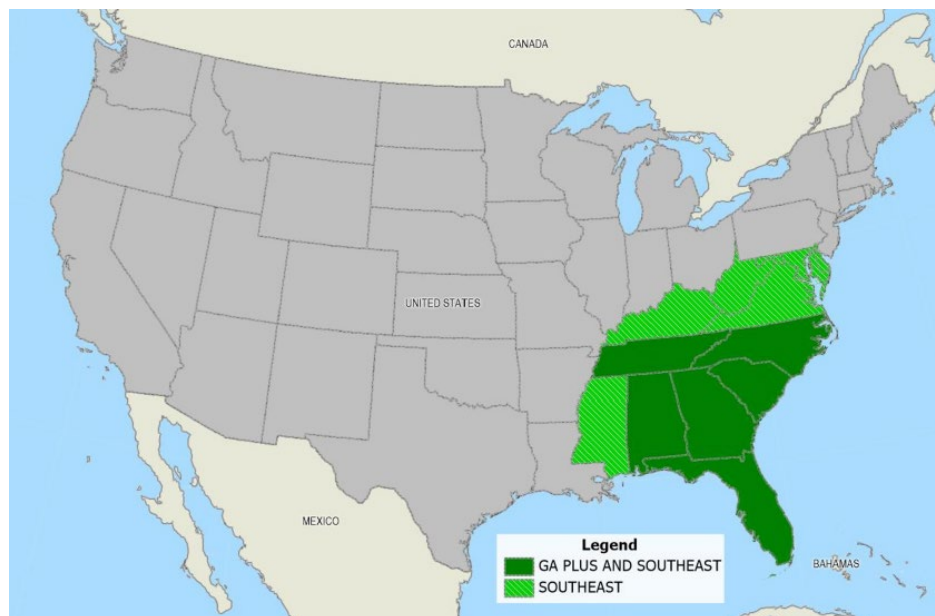 CANADA
UNITED STATES
MEXICO
BAHAMAS
Legend
GA PLUS AND SOUTHEAST
SOUTHEAST